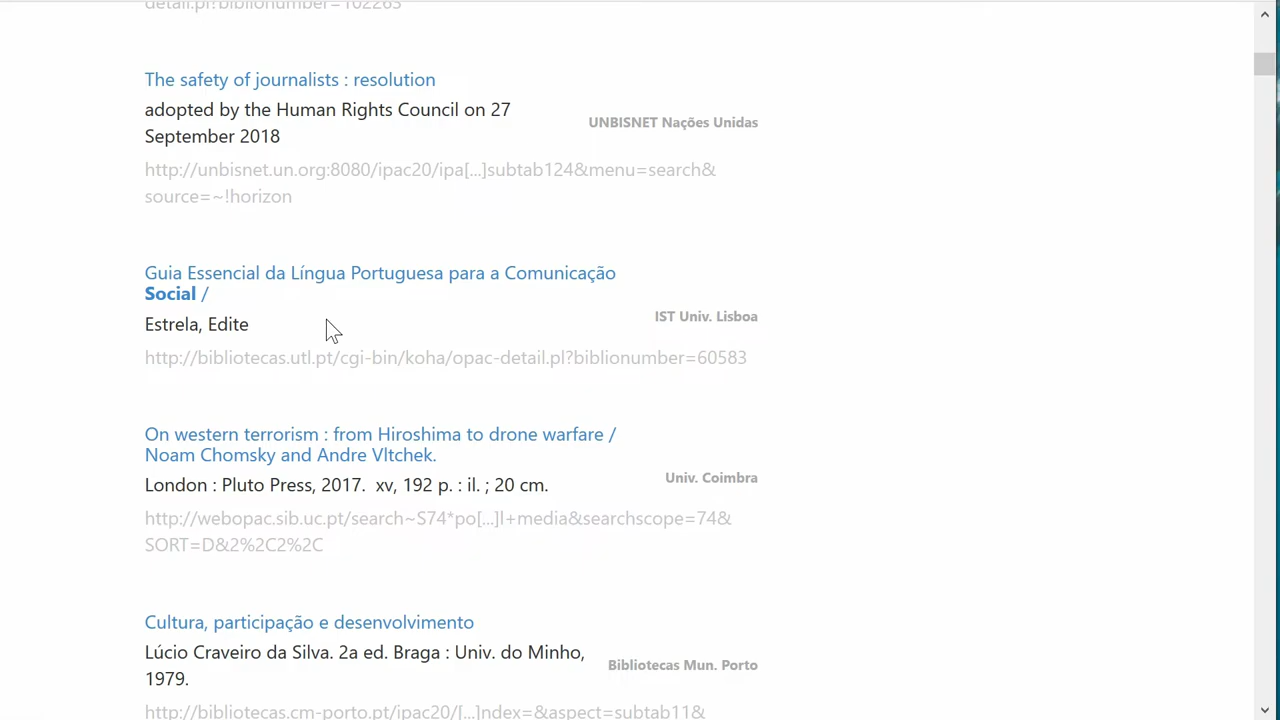 detail.pl?biblionumber=102263
The safety of journalists : resolution
adopted by the Human Rights Council on 27
September 2018
UNBISNET Nações Unidas
http://unbisnet.un.org:8080/ipac20/ipa[...]subtab124&menu=search&
source=~!horizon
Guia Essencial da Língua Portuguesa para a Comunicação
Social /
Estrela, Edite
IST Univ. Lisboa
http://bibliotecas.utl.pt/cgi-bin/koha/opac-detail.pl?biblionumber=60583
On western terrorism : from Hiroshima to drone warfare /
Noam Chomsky and Andre Vltchek.
London : Pluto Press, 2017.  xv, 192 p. : il. ; 20 cm.
Univ. Coimbra
http://webopac.sib.uc.pt/search~S74*po[...]l+media&searchscope=74&
SORT=D&2%2C2%2C
Cultura, participação e desenvolvimento
Lúcio Craveiro da Silva. 2a ed. Braga : Univ. do Minho,
1979.
Bibliotecas Mun. Porto
http://bibliotecas.cm-porto.pt/ipac20/[...]ndex=&aspect=subtab11&